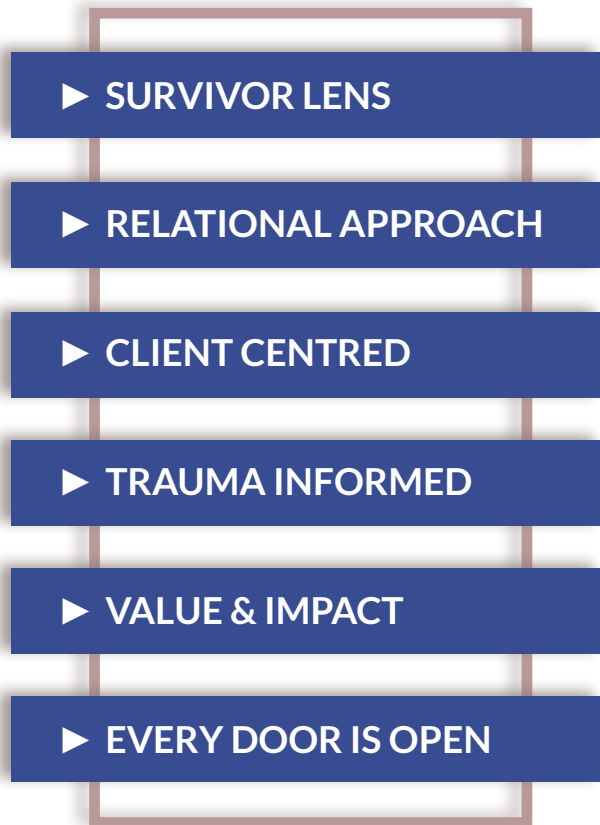 ► SURVIVOR LENS
► RELATIONAL APPROACH
► CLIENT CENTRED
► TRAUMA INFORMED
► VALUE & IMPACT
► EVERY DOOR IS OPEN